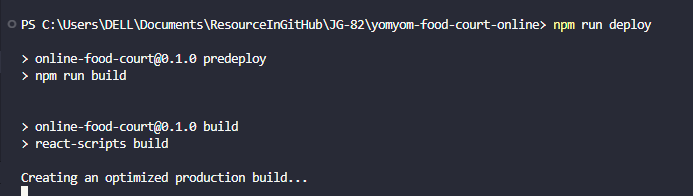 PS C:\Users\DELL\Documents\ResourceInGitHub\JG-82\yomyom-food-court-online> npm run deploy
> online-food-court@0.1.0 predeploy
> npm run build
> online-food-court@0.1.0 build
> react-scripts build
Creating an optimized production build...